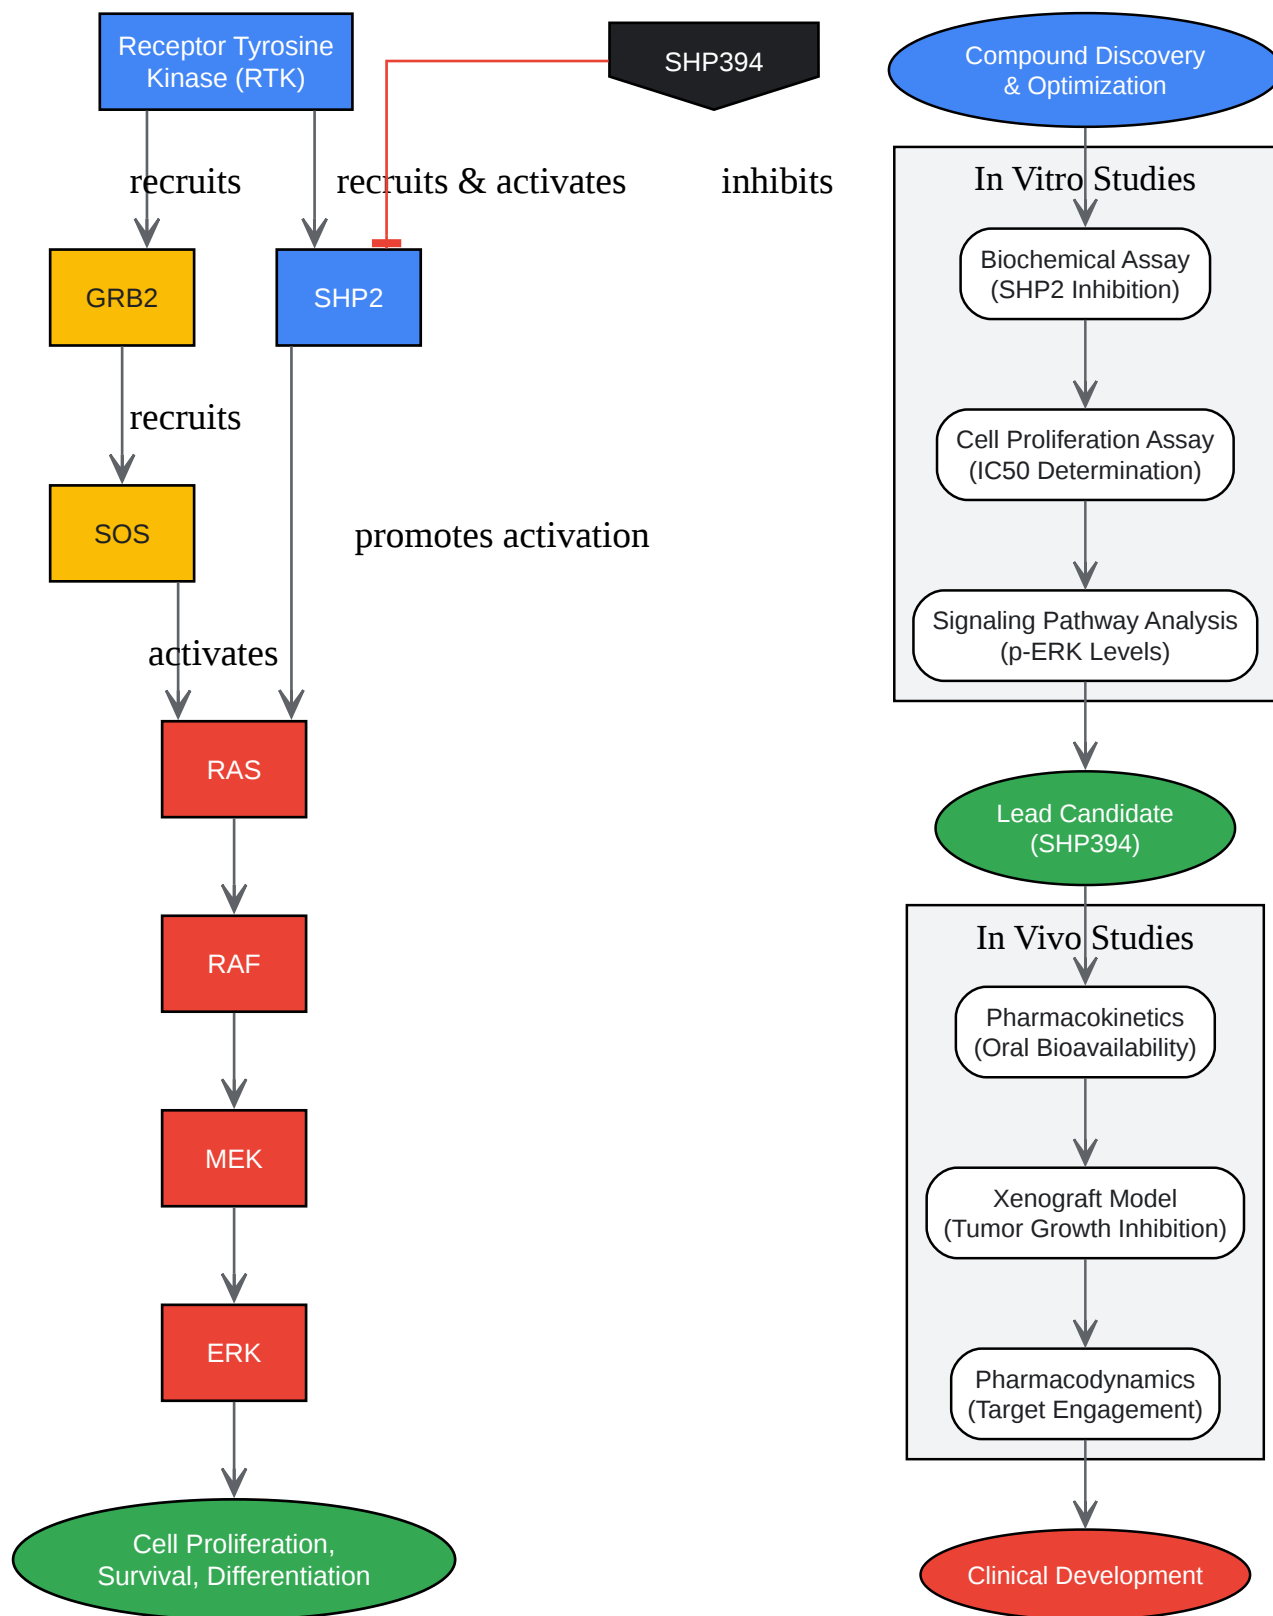 Receptor Tyrosine
Kinase (RTK)
SHP394
recruits
recruits & activates
inhibits
GRB2
SHP2
recruits
SOS
promotes activation
activates
RAS
RAF
MEK
ERK
Cell Proliferation,
Survival, Differentiation
Compound Discovery
& Optimization
In Vitro Studies
Biochemical Assay
(SHP2 Inhibition)
Cell Proliferation Assay
(IC50 Determination)
Signaling Pathway Analysis
(p-ERK Levels)
Lead Candidate
(SHP394)
In Vivo Studies
Pharmacokinetics
(Oral Bioavailability)
Xenograft Model
(Tumor Growth Inhibition)
Pharmacodynamics
(Target Engagement)
Clinical Development